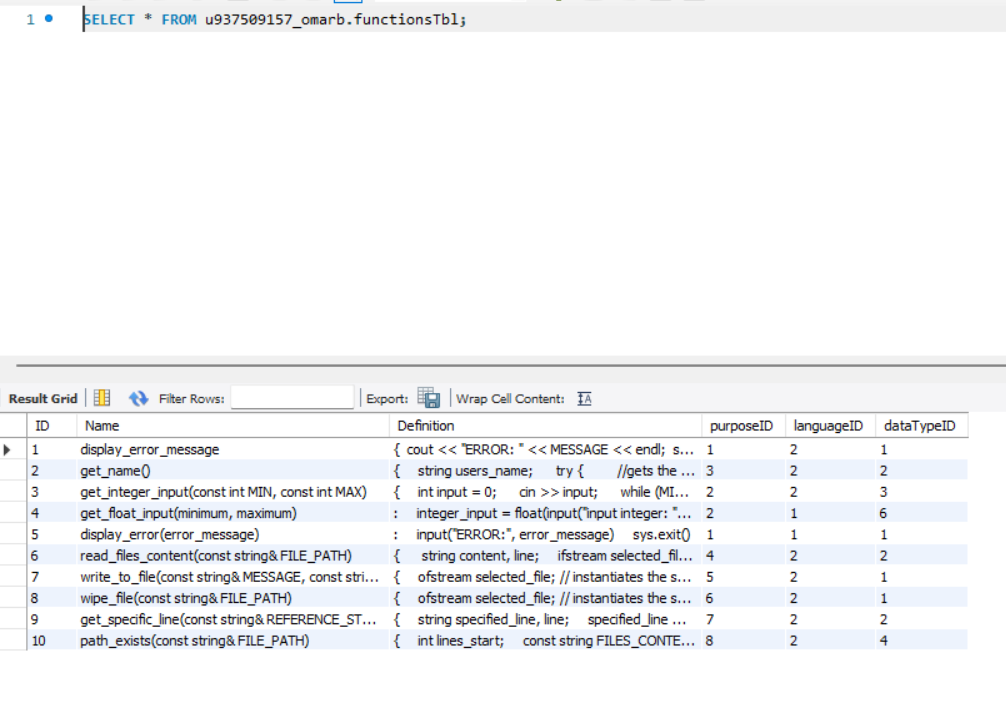 1 SELECT * FROM u937509157_omarb.functionsTbl;
Result Grid Filter Rows: Export: Wrap Cell Content: IA
ID Name Definition purposeID languageID dataTypeID
1 display_error_message { cout << "ERROR: " << MESSAGE << endl; s... 1 2 1
2 get_name() { string users_name; try { //gets the ... 3 2 2
3 get_integer_input(const int MIN, const int MAX) { int input = 0; cin >> input; while (MI... 2 2 3
4 get_float_input(minimum, maximum) : integer_input = float(input("input integer: "... 2 1 6
5 display_error(error_message) : input("ERROR:", error_message) sys.exit() 1 1 1
6 read_files_content(const string& FILE_PATH) { string content, line; ifstream selected_fil... 4 2 2
7 write_to_file(const string& MESSAGE, const stri... { ofstream selected_file; // instantiates the s... 5 2 1
8 wipe_file(const string& FILE_PATH) { ofstream selected_file; // instantiates the s... 6 2 1
9 get_specific_line(const string& REFERENCE_ST... { string specified_line, line; specified_line ... 7 2 2
10 path_exists(const string& FILE_PATH) { int lines_start; const string FILES_CONTE... 8 2 4